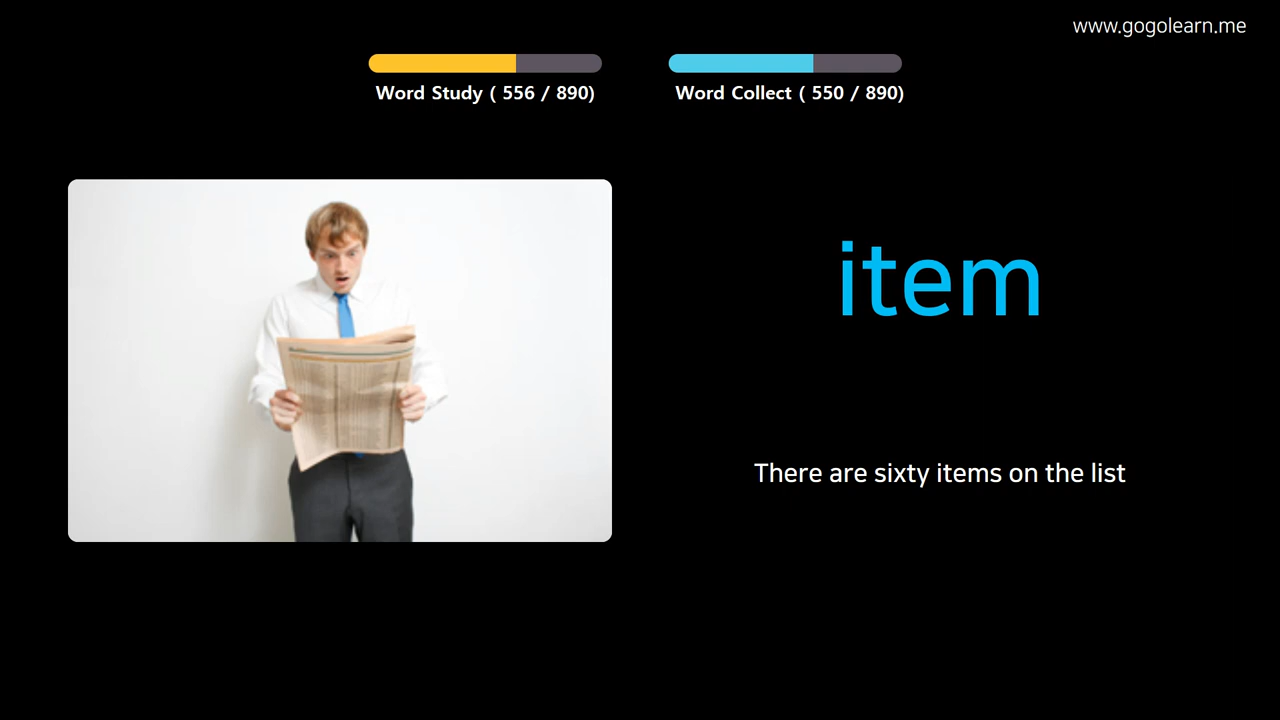 www.gogolearn.me
Word Study ( 556 / 890)
Word Collect ( 550 / 890)
item
There are sixty items on the list